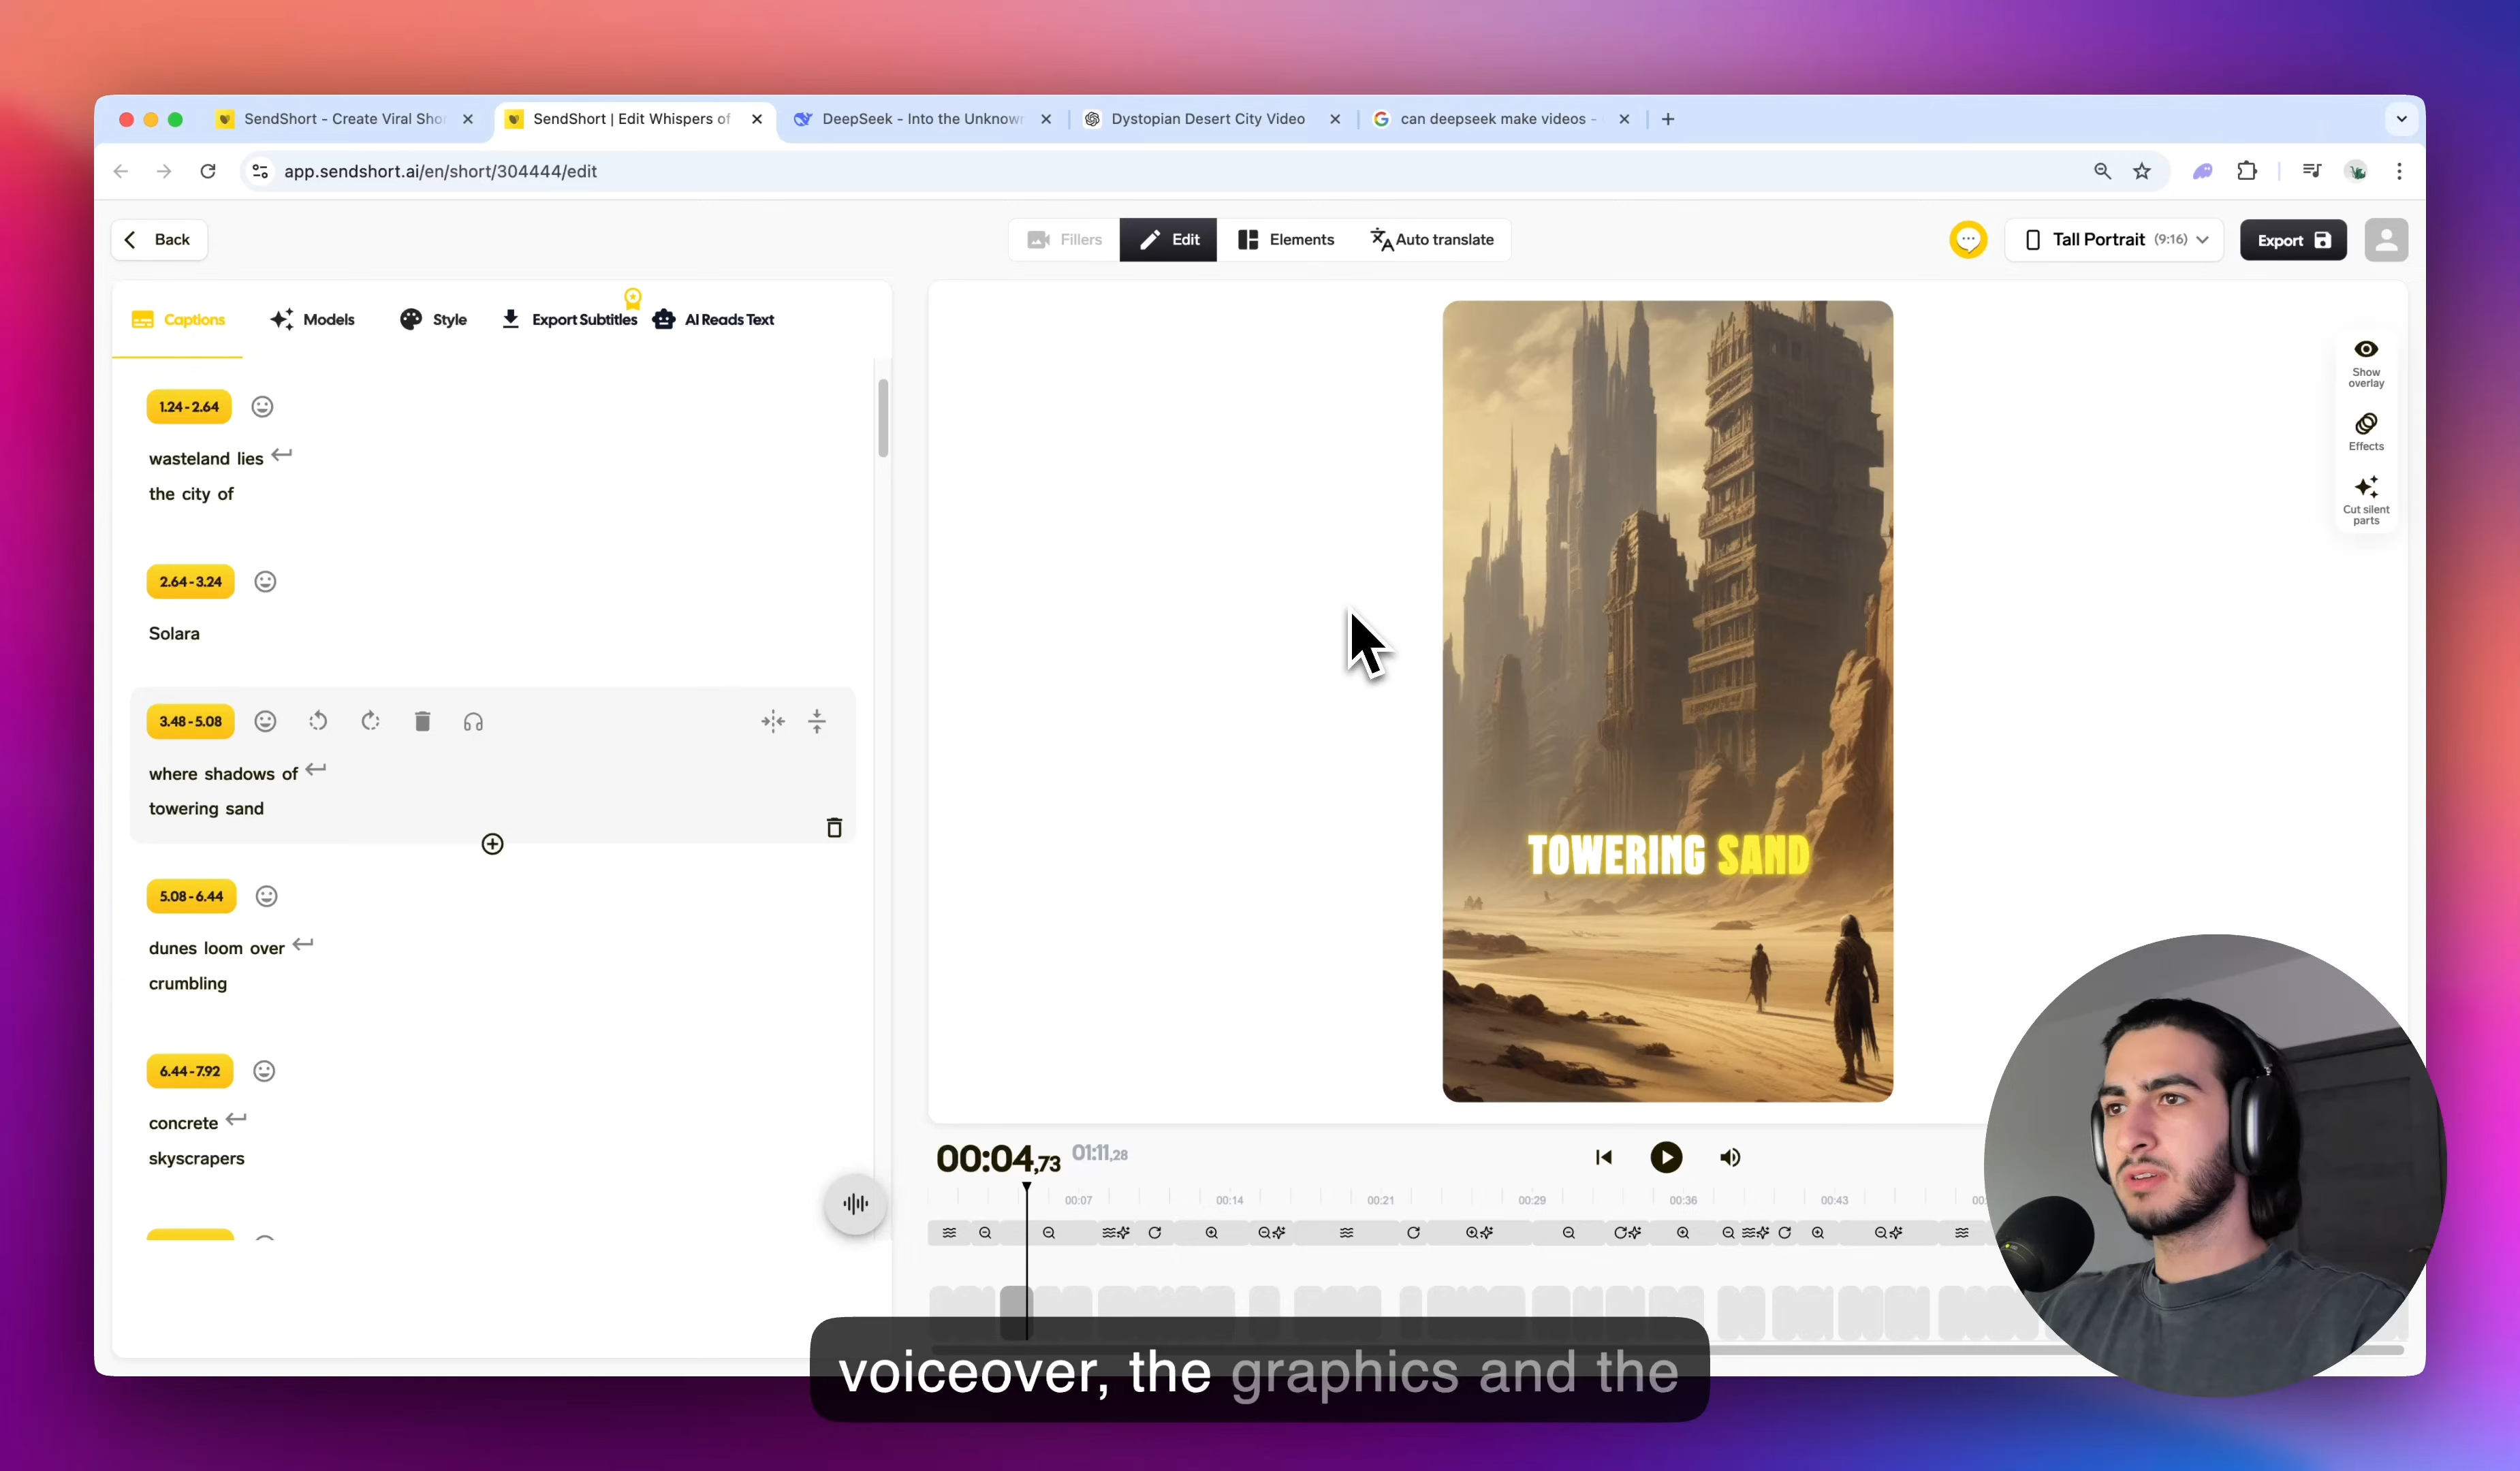 SendShort - Create Viral Shor
SendShort | Edit Whispers of
DeepSeek - Into the Unknown
Dystopian Desert City Video
can deepseek make videos -
app.sendshort.ai/en/short/304444/edit
Back
Fillers
Edit
Elements
Auto translate
Tall Portrait (9:16)
Export
Captions
Models
Style
Export Subtitles
AI Reads Text
1.24 - 2.64
wasteland lies
the city of
2.64 - 3.24
Solara
3.48 - 5.08
where shadows of
towering sand
5.08 - 6.44
dunes loom over
crumbling
6.44 - 7.92
concrete
skyscrapers
TOWERING SAND
Show
overlay
Effects
Cut silent
parts
00:04,73 01:11,28
00:07 00:14 00:21 00:29 00:36 00:43
voiceover, the graphics and the